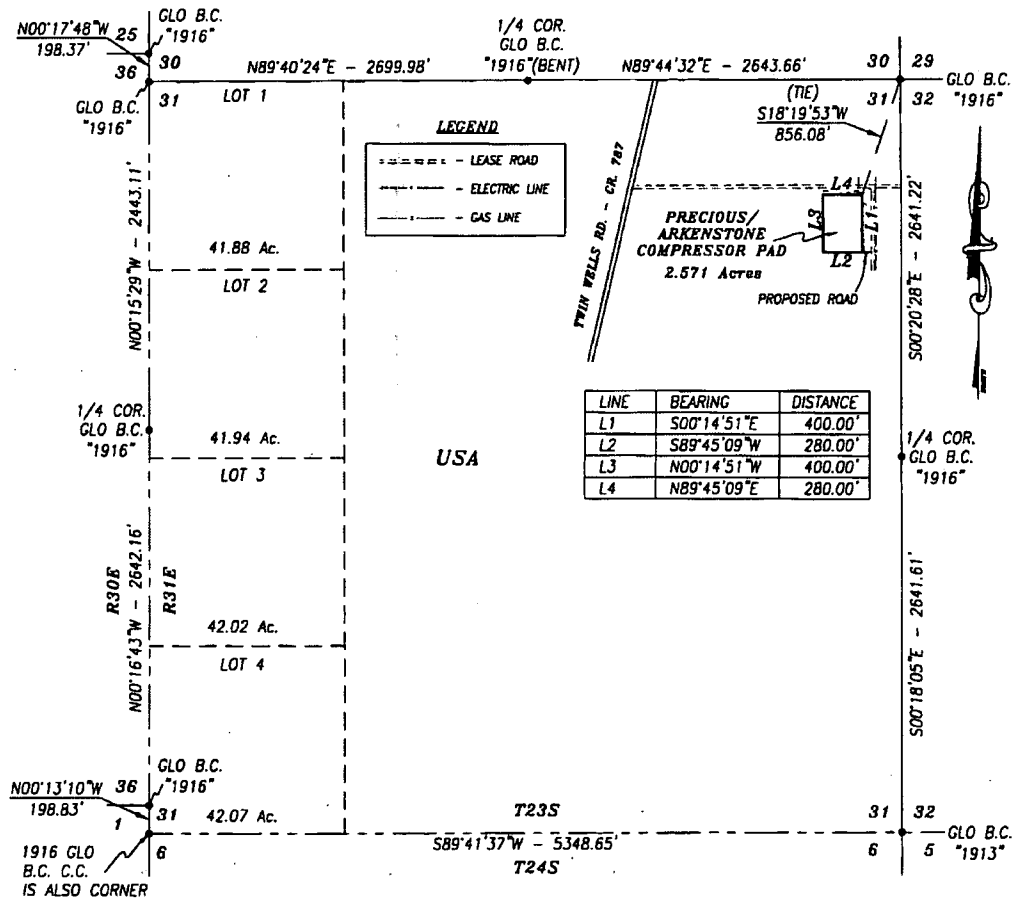 N00°17'48"W
198.37'
25
GLO B.C.
"1916"
30
36
31
GLO B.C.
"1916"
N89°40'24"E - 2699.98'
1/4 COR.
GLO B.C.
"1916"(BENT)
N89°44'32"E - 2643.66'
30
29
31
32
GLO B.C.
"1916"
LOT 1
(TIE)
S18°19'53"W
856.08'
LEGEND
- LEASE ROAD
- ELECTRIC LINE
- GAS LINE
N00°15'29"W - 2443.11'
TWIN WELLS RD. - CR. 787
L4
L3
L1
L2
PRECIOUS/
ARKENSTONE
COMPRESSOR PAD
2.571 Acres
PROPOSED ROAD
S00°20'28"E - 2641.22'
41.88 Ac.
LOT 2
1/4 COR.
GLO B.C.
"1916"
41.94 Ac.
LOT 3
USA
LINE BEARING DISTANCE
L1 S00°14'51"E 400.00'
L2 S89°45'09"W 280.00'
L3 N00°14'51"W 400.00'
L4 N89°45'09"E 280.00'
1/4 COR.
GLO B.C.
"1916"
R30E
R31E
N00°16'43"W - 2642.16'
42.02 Ac.
LOT 4
S00°18'05"E - 2641.61'
N00°13'10"W
198.83'
36
GLO B.C.
"1916"
31
1
6
42.07 Ac.
T23S
S89°41'37"W - 5348.65'
T24S
31
32
6
5
GLO B.C.
"1913"
1916 GLO
B.C. C.C.
IS ALSO CORNER